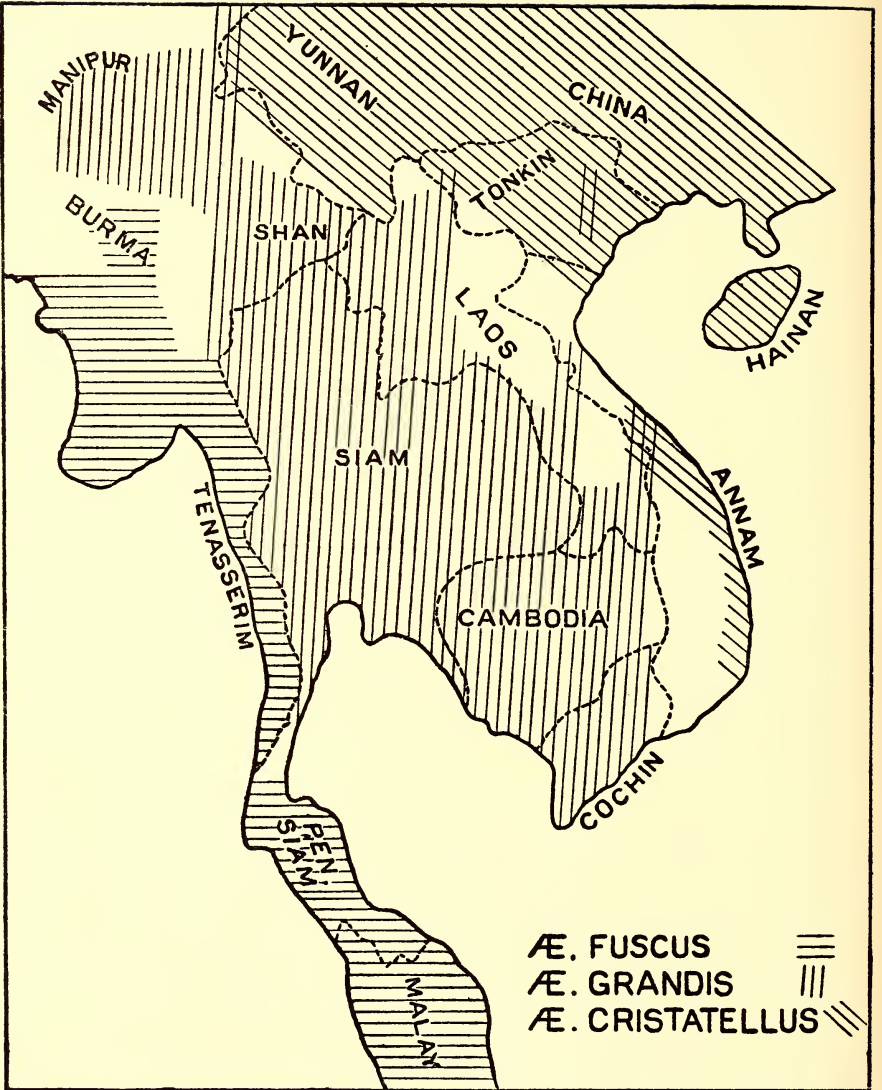 MANIPUR
YUNNAN
CHINA
TONKIN
BURMA
SHAN
LAOS
HAINAN
SIAM
ANNAM
TENASSERIM
CAMBODIA
COCHIN
PEN.
SIAM
MALAY
Æ. FUSCUS
Æ. GRANDIS
Æ. CRISTATELLUS